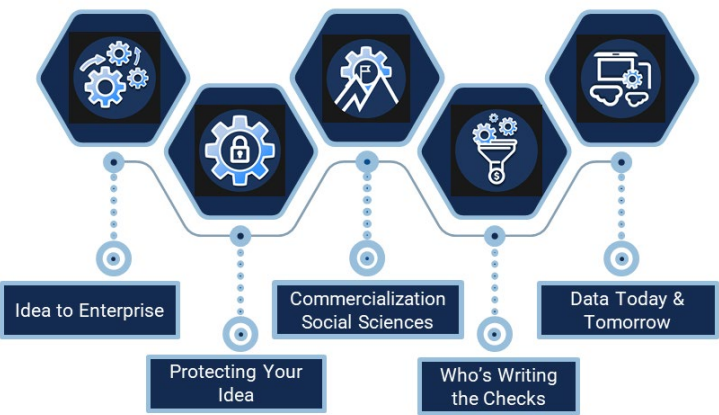 Idea to Enterprise
Protecting Your
Idea
Commercialization
Social Sciences
Who's Writing
the Checks
Data Today &
Tomorrow
$